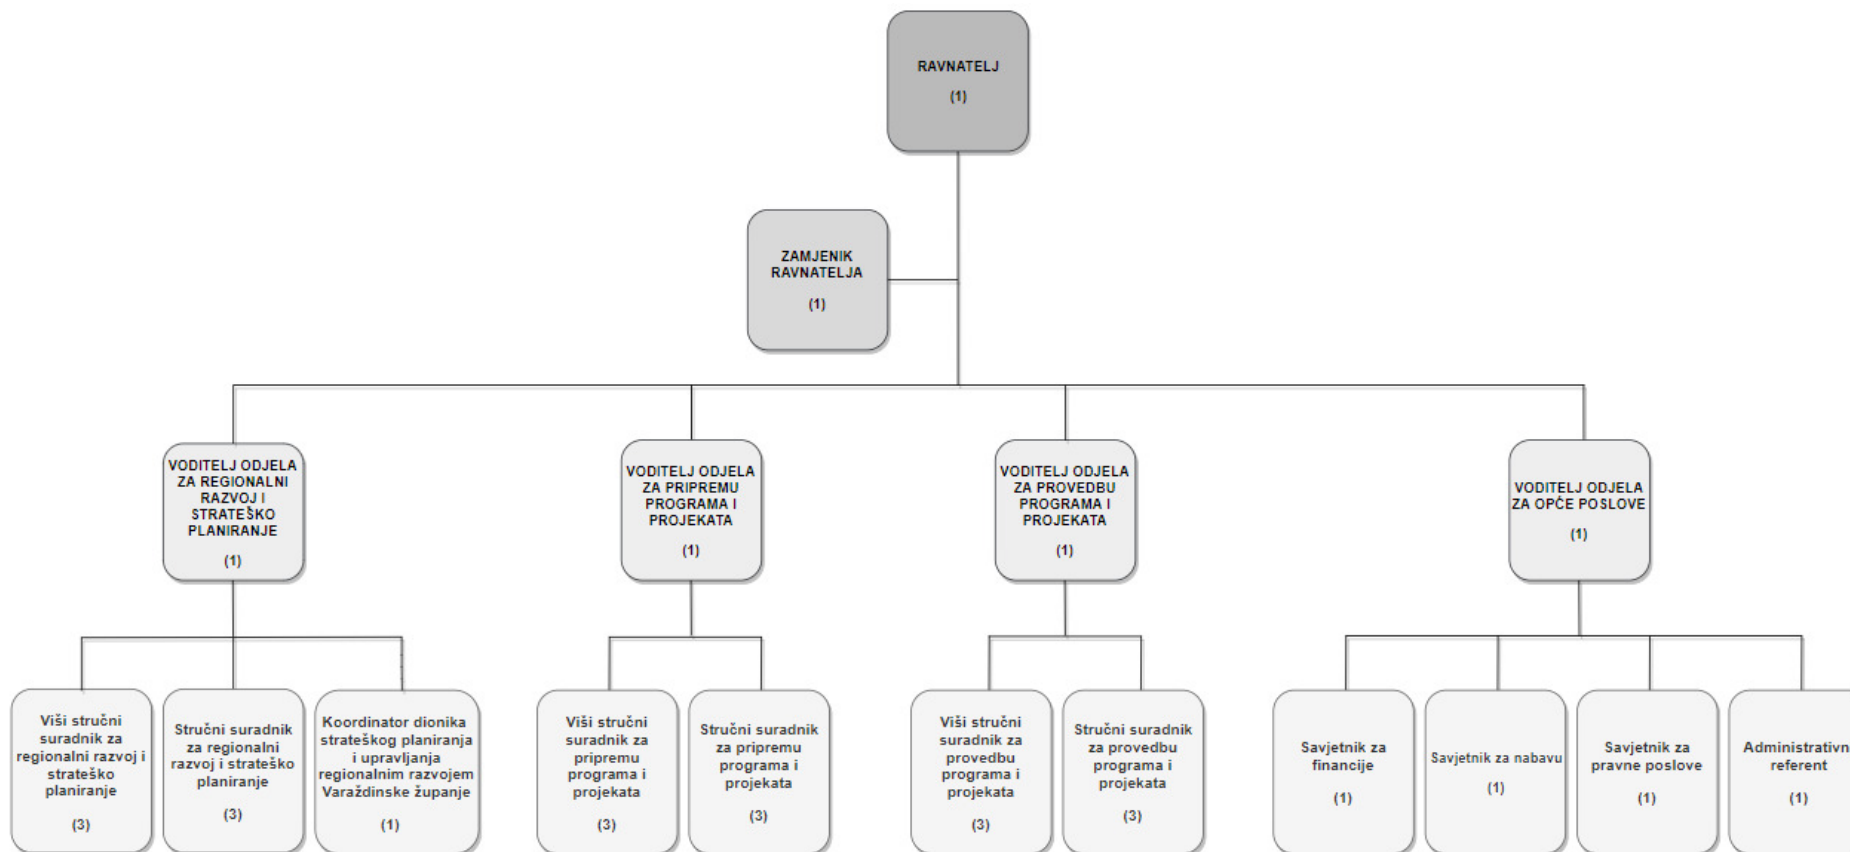 RAVNATELJ
(1)
ZAMJENIK
RAVNATELJA
(1)
VODITELJ ODJELA
ZA REGIONALNI
RAZVOJ I
STRATEŠKO
PLANIRANJE
(1)
VODITELJ ODJELA
ZA PRIPREMU
PROGRAMA I
PROJEKATA
(1)
VODITELJ ODJELA
ZA PROVEDBU
PROGRAMA I
PROJEKATA
(1)
VODITELJ ODJELA
ZA OPĆE POSLOVE
(1)
Viši stručni
suradnik za
regionalni razvoj i
strateško
planiranje
(3)
Stručni suradnik
za regionalni
razvoj i strateško
planiranje
(3)
Koordinator dionika
strateškog planiranja
i upravljanja
regionalnim razvojem
Varaždinske županje
(1)
Viši stručni
suradnik za
pripremu
programa i
projekata
(3)
Stručni suradnik
za pripremu
programa i
projekata
(3)
Viši stručni
suradnik za
provedbu
programa i
projekata
(3)
Stručni suradnik
za provedbu
programa i
projekata
(3)
Savjetnik za
financije
(1)
Savjetnik za nabavu
(1)
Savjetnik za
pravne poslove
(1)
Administrativn
referent
(1)